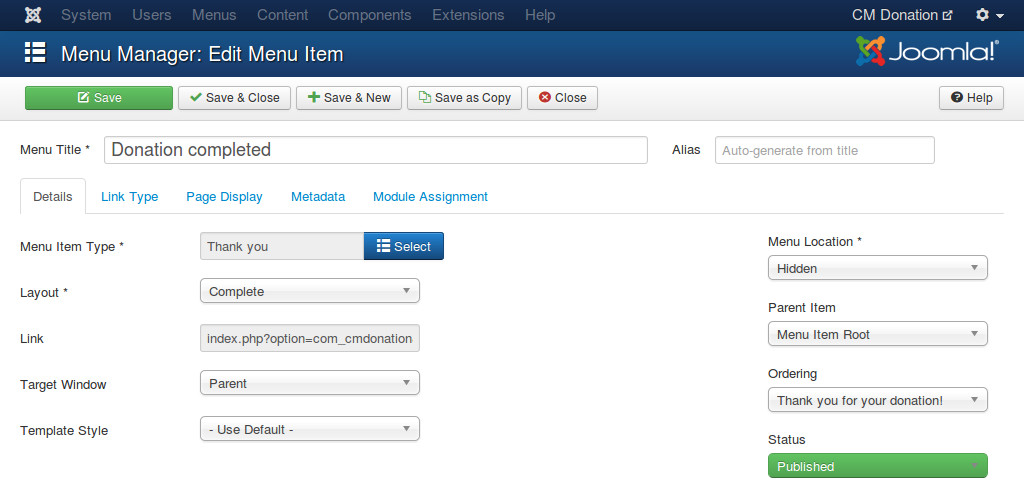 System Users Menus Content Components Extensions Help CM Donation
Menu Manager: Edit Menu Item Joomla!
Save Save & Close Save & New Save as Copy Close Help
Menu Title * Donation completed Alias Auto-generate from title
Details Link Type Page Display Metadata Module Assignment
Menu Item Type * Thank you Select
Layout * Complete
Link index.php?option=com_cmdonation
Target Window Parent
Template Style - Use Default -
Menu Location *
Hidden
Parent Item
Menu Item Root
Ordering
Thank you for your donation!
Status
Published